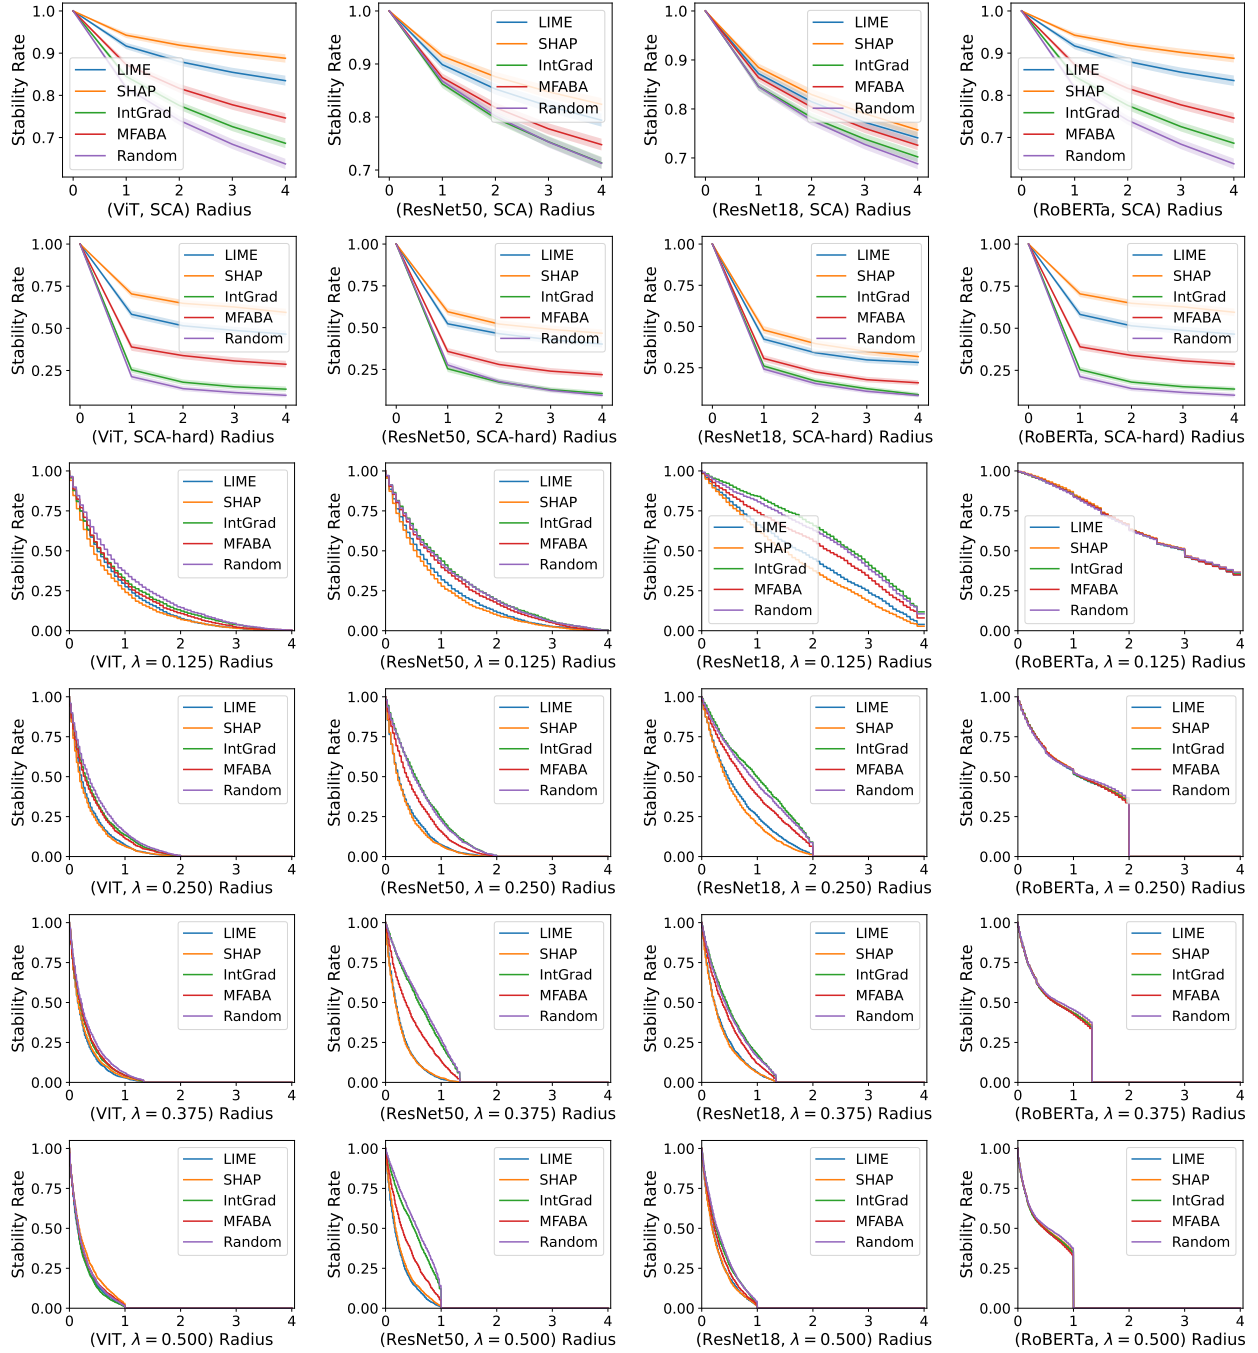 Stability Rate
1.0
0.9
0.8
0.7
LIME
SHAP
IntGrad
MFABA
Random
0 1 2 3 4
(ViT, SCA) Radius
Stability Rate
1.0
0.9
0.8
0.7
LIME
SHAP
IntGrad
MFABA
Random
0 1 2 3 4
(ResNet50, SCA) Radius
Stability Rate
1.0
0.9
0.8
0.7
LIME
SHAP
IntGrad
MFABA
Random
0 1 2 3 4
(ResNet18, SCA) Radius
Stability Rate
1.0
0.9
0.8
0.7
LIME
SHAP
IntGrad
MFABA
Random
0 1 2 3 4
(RoBERTa, SCA) Radius
Stability Rate
1.00
0.75
0.50
0.25
LIME
SHAP
IntGrad
MFABA
Random
0 1 2 3 4
(ViT, SCA-hard) Radius
Stability Rate
1.00
0.75
0.50
0.25
LIME
SHAP
IntGrad
MFABA
Random
0 1 2 3 4
(ResNet50, SCA-hard) Radius
Stability Rate
1.00
0.75
0.50
0.25
LIME
SHAP
IntGrad
MFABA
Random
0 1 2 3 4
(ResNet18, SCA-hard) Radius
Stability Rate
1.00
0.75
0.50
0.25
LIME
SHAP
IntGrad
MFABA
Random
0 1 2 3 4
(RoBERTa, SCA-hard) Radius
Stability Rate
1.00
0.75
0.50
0.25
0.00
LIME
SHAP
IntGrad
MFABA
Random
0 1 2 3 4
(VIT, λ = 0.125) Radius
Stability Rate
1.00
0.75
0.50
0.25
0.00
LIME
SHAP
IntGrad
MFABA
Random
0 1 2 3 4
(ResNet50, λ = 0.125) Radius
Stability Rate
1.00
0.75
0.50
0.25
0.00
LIME
SHAP
IntGrad
MFABA
Random
0 1 2 3 4
(ResNet18, λ = 0.125) Radius
Stability Rate
1.00
0.75
0.50
0.25
0.00
LIME
SHAP
IntGrad
MFABA
Random
0 1 2 3 4
(RoBERTa, λ = 0.125) Radius
Stability Rate
1.00
0.75
0.50
0.25
0.00
LIME
SHAP
IntGrad
MFABA
Random
0 1 2 3 4
(VIT, λ = 0.250) Radius
Stability Rate
1.00
0.75
0.50
0.25
0.00
LIME
SHAP
IntGrad
MFABA
Random
0 1 2 3 4
(ResNet50, λ = 0.250) Radius
Stability Rate
1.00
0.75
0.50
0.25
0.00
LIME
SHAP
IntGrad
MFABA
Random
0 1 2 3 4
(ResNet18, λ = 0.250) Radius
Stability Rate
1.00
0.75
0.50
0.25
0.00
LIME
SHAP
IntGrad
MFABA
Random
0 1 2 3 4
(RoBERTa, λ = 0.250) Radius
Stability Rate
1.00
0.75
0.50
0.25
0.00
LIME
SHAP
IntGrad
MFABA
Random
0 1 2 3 4
(VIT, λ = 0.375) Radius
Stability Rate
1.00
0.75
0.50
0.25
0.00
LIME
SHAP
IntGrad
MFABA
Random
0 1 2 3 4
(ResNet50, λ = 0.375) Radius
Stability Rate
1.00
0.75
0.50
0.25
0.00
LIME
SHAP
IntGrad
MFABA
Random
0 1 2 3 4
(ResNet18, λ = 0.375) Radius
Stability Rate
1.00
0.75
0.50
0.25
0.00
LIME
SHAP
IntGrad
MFABA
Random
0 1 2 3 4
(RoBERTa, λ = 0.375) Radius
Stability Rate
1.00
0.75
0.50
0.25
0.00
LIME
SHAP
IntGrad
MFABA
Random
0 1 2 3 4
(VIT, λ = 0.500) Radius
Stability Rate
1.00
0.75
0.50
0.25
0.00
LIME
SHAP
IntGrad
MFABA
Random
0 1 2 3 4
(ResNet50, λ = 0.500) Radius
Stability Rate
1.00
0.75
0.50
0.25
0.00
LIME
SHAP
IntGrad
MFABA
Random
0 1 2 3 4
(ResNet18, λ = 0.500) Radius
Stability Rate
1.00
0.75
0.50
0.25
0.00
LIME
SHAP
IntGrad
MFABA
Random
0 1 2 3 4
(RoBERTa, λ = 0.500) Radius